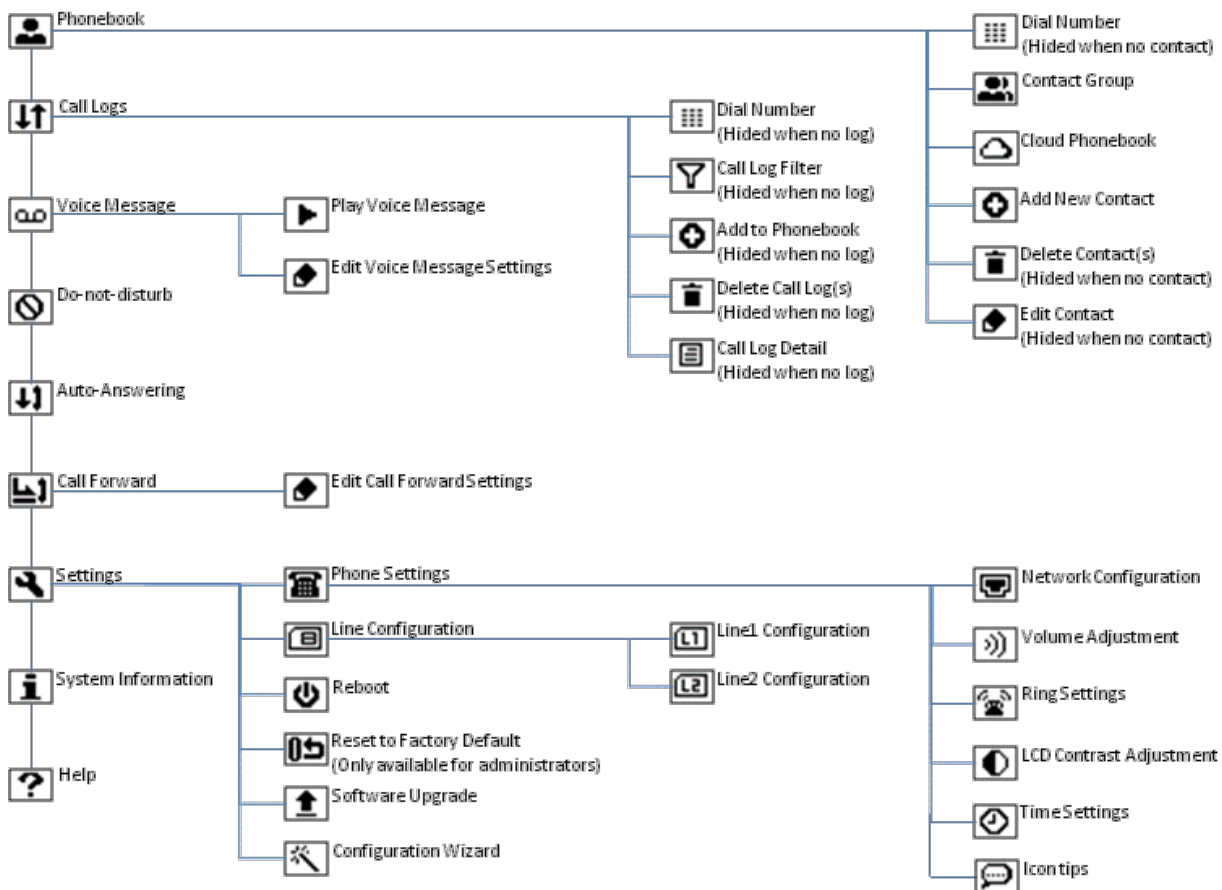 Phonebook
Dial Number
(Hided when no contact)
Contact Group
Cloud Phonebook
Add New Contact
Delete Contact(s)
(Hided when no contact)
Edit Contact
(Hided when no contact)
Call Logs
Dial Number
(Hided when no log)
Call Log Filter
(Hided when no log)
Add to Phonebook
(Hided when no log)
Delete Call Log(s)
(Hided when no log)
Call Log Detail
(Hided when no log)
Voice Message
Play Voice Message
Edit Voice Message Settings
Do-not-disturb
Auto-Answering
Call Forward
Edit Call Forward Settings
Settings
Phone Settings
Network Configuration
Volume Adjustment
Ring Settings
LCD Contrast Adjustment
Time Settings
Icon tips
Line Configuration
L1
Line1 Configuration
L2
Line2 Configuration
Reboot
Reset to Factory Default
(Only available for administrators)
Software Upgrade
Configuration Wizard
System Information
?
Help